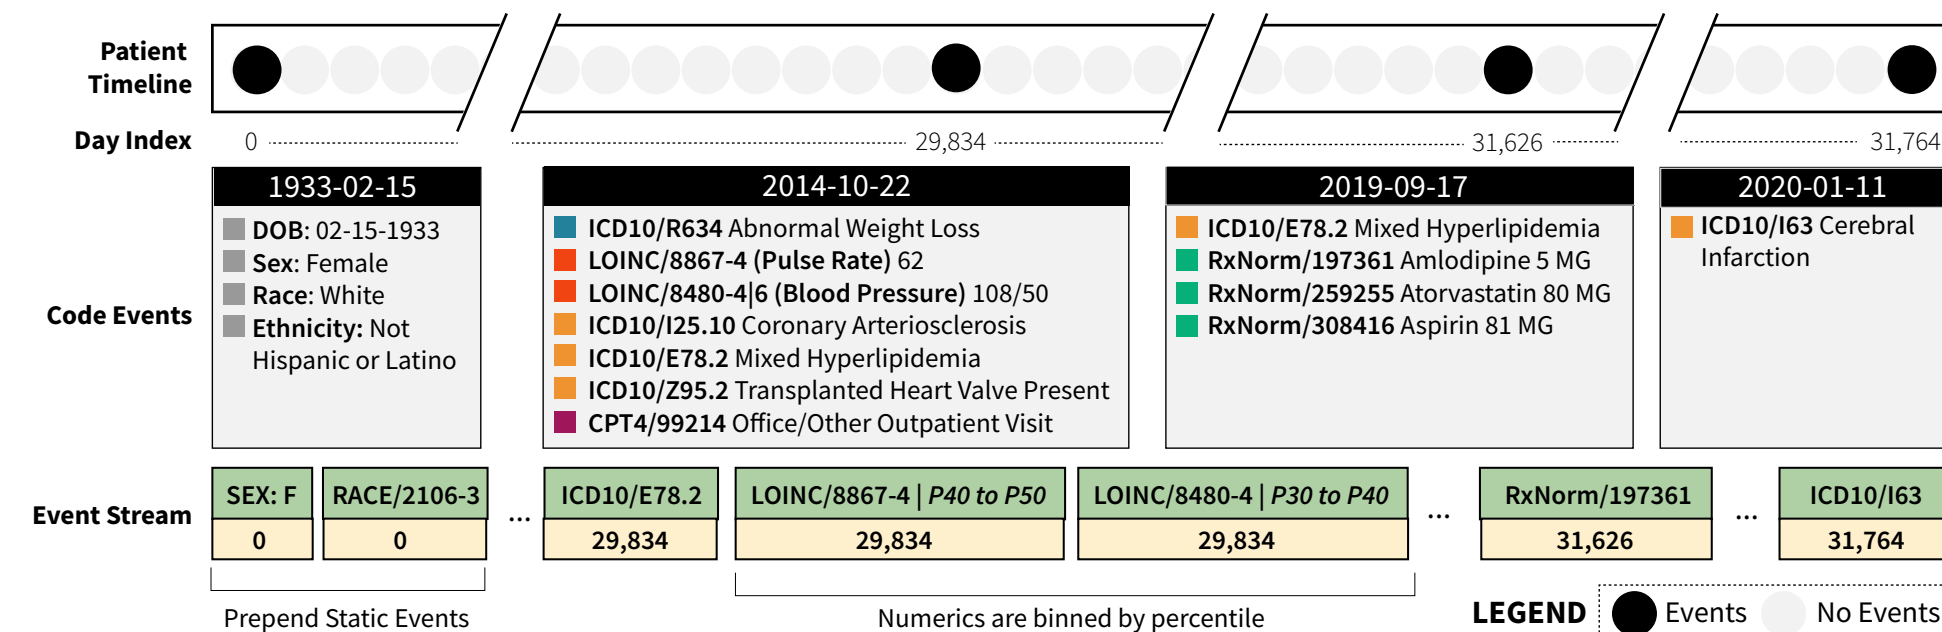 Patient
Timeline
Day Index
0
29,834
31,626
31,764
Code Events
1933-02-15
DOB: 02-15-1933
Sex: Female
Race: White
Ethnicity: Not
Hispanic or Latino
2014-10-22
ICD10/R634 Abnormal Weight Loss
LOINC/8867-4 (Pulse Rate) 62
LOINC/8480-4|6 (Blood Pressure) 108/50
ICD10/I25.10 Coronary Arteriosclerosis
ICD10/E78.2 Mixed Hyperlipidemia
ICD10/Z95.2 Transplanted Heart Valve Present
CPT4/99214 Office/Other Outpatient Visit
2019-09-17
ICD10/E78.2 Mixed Hyperlipidemia
RxNorm/197361 Amlodipine 5 MG
RxNorm/259255 Atorvastatin 80 MG
RxNorm/308416 Aspirin 81 MG
2020-01-11
ICD10/I63 Cerebral
Infarction
Event Stream
SEX: F
0
RACE/2106-3
0
...
ICD10/E78.2
29,834
LOINC/8867-4 | P40 to P50
29,834
LOINC/8480-4 | P30 to P40
29,834
...
RxNorm/197361
31,626
...
ICD10/I63
31,764
Prepend Static Events
Numerics are binned by percentile
LEGEND
Events
No Events